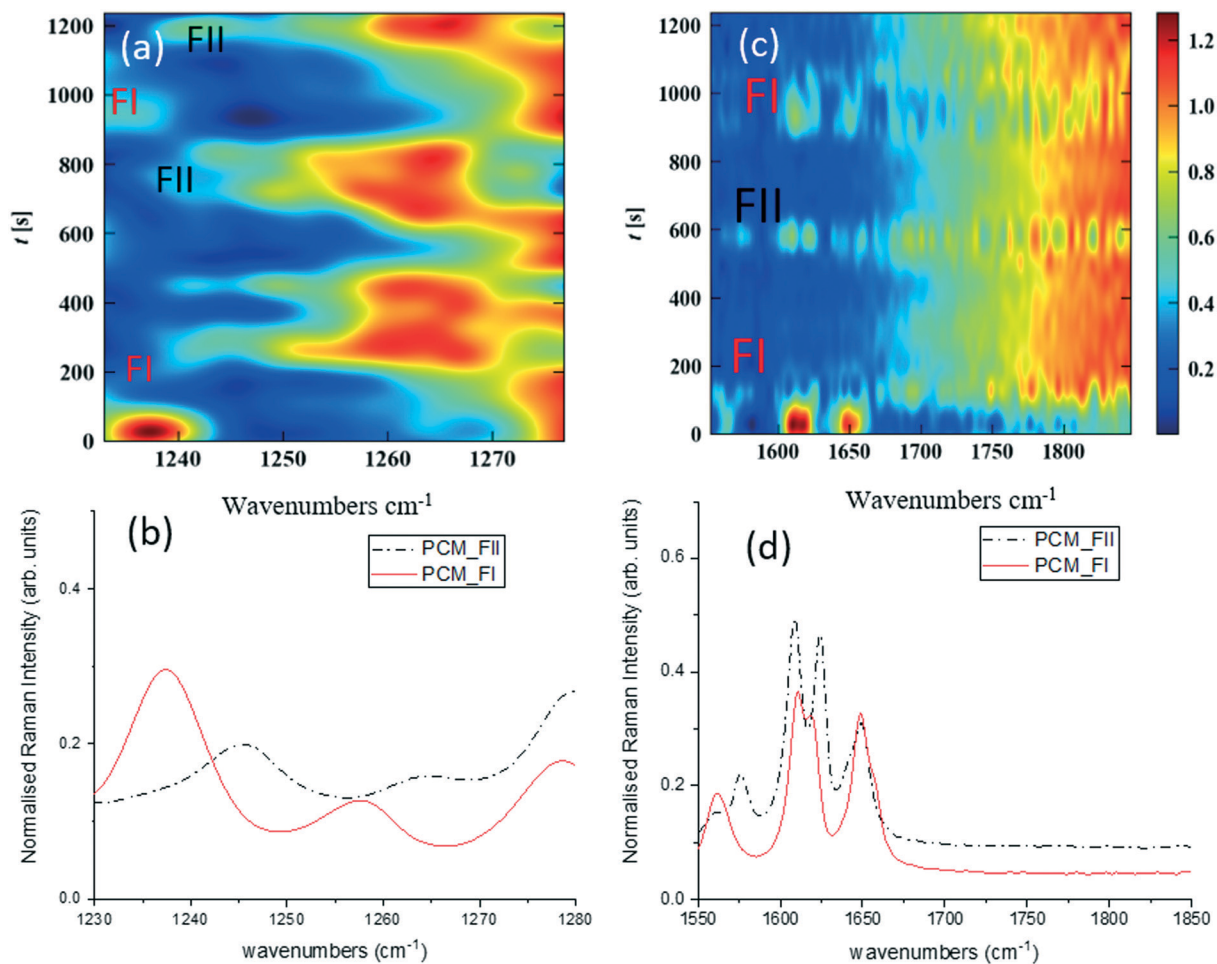 (a)
FII
FI
FII
FI
t [s]
1200
1000
800
600
400
200
0
1240 1250 1260 1270
Wavenumbers cm-1
(c)
FI
FII
FI
t [s]
1200
1000
800
600
400
200
0
1600 1650 1700 1750 1800
1.2
1.0
0.8
0.6
0.4
0.2
Wavenumbers cm-1
(b)
PCM_FII
PCM_FI
Normalised Raman Intensity (arb. units)
0.4
0.2
0.0
1230 1240 1250 1260 1270 1280
wavenumbers (cm-1)
(d)
PCM_FII
PCM_FI
Normalised Raman Intensity (arb. units)
0.6
0.4
0.2
0.0
1550 1600 1650 1700 1750 1800 1850
wavenumbers (cm-1)